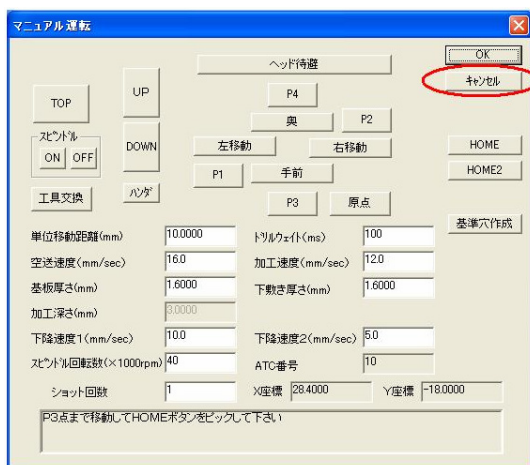 マニュアル運転
OK
キャンセル
ヘッド待避
TOP
UP
P4
奥
P2
スピンドル
ON OFF
DOWN
左移動
右移動
HOME
P1
手前
HOME2
工具交換
ハンダ
P3
原点
基準穴作成
単位移動距離(mm) 10.0000 ドリルウェイト(ms) 100
空送速度(mm/sec) 16.0 加工速度(mm/sec) 12.0
基板厚さ(mm) 1.6000 下敷き厚さ(mm) 1.6000
加工深さ(mm) 3.0000
下降速度1(mm/sec) 10.0 下降速度2(mm/sec) 5.0
スピンドル回転数(×1000rpm) 40 ATC番号 10
ショット回数 1 X座標 28.4000 Y座標 -18.0000
P3点まで移動してHOMEボタンをピックして下さい